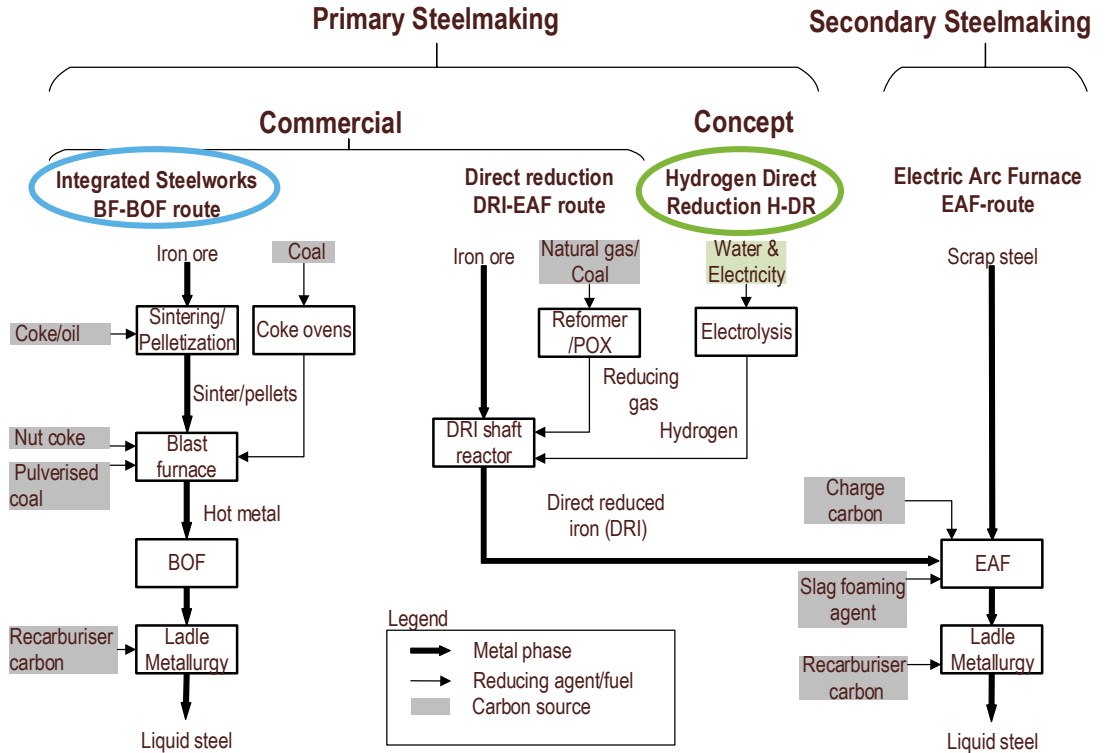 Primary Steelmaking
Secondary Steelmaking
Commercial
Concept
Integrated Steelworks
BF-BOF route
Direct reduction
DRI-EAF route
Hydrogen Direct
Reduction H-DR
Electric Arc Furnace
EAF-route
Iron ore
Coal
Iron ore
Natural gas/
Coal
Water &
Electricity
Scrap steel
Coke/oil
Sintering/
Pelletization
Coke ovens
Reformer
/POX
Electrolysis
Sinter/pellets
Reducing
gas
Hydrogen
Nut coke
Pulverised
coal
Blast
furnace
DRI shaft
reactor
Hot metal
Direct reduced
iron (DRI)
Charge
carbon
BOF
EAF
Slag foaming
agent
Recarburiser
carbon
Ladle
Metallurgy
Legend
Metal phase
Reducing agent/fuel
Carbon source
Ladle
Metallurgy
Recarburiser
carbon
Liquid steel
Liquid steel